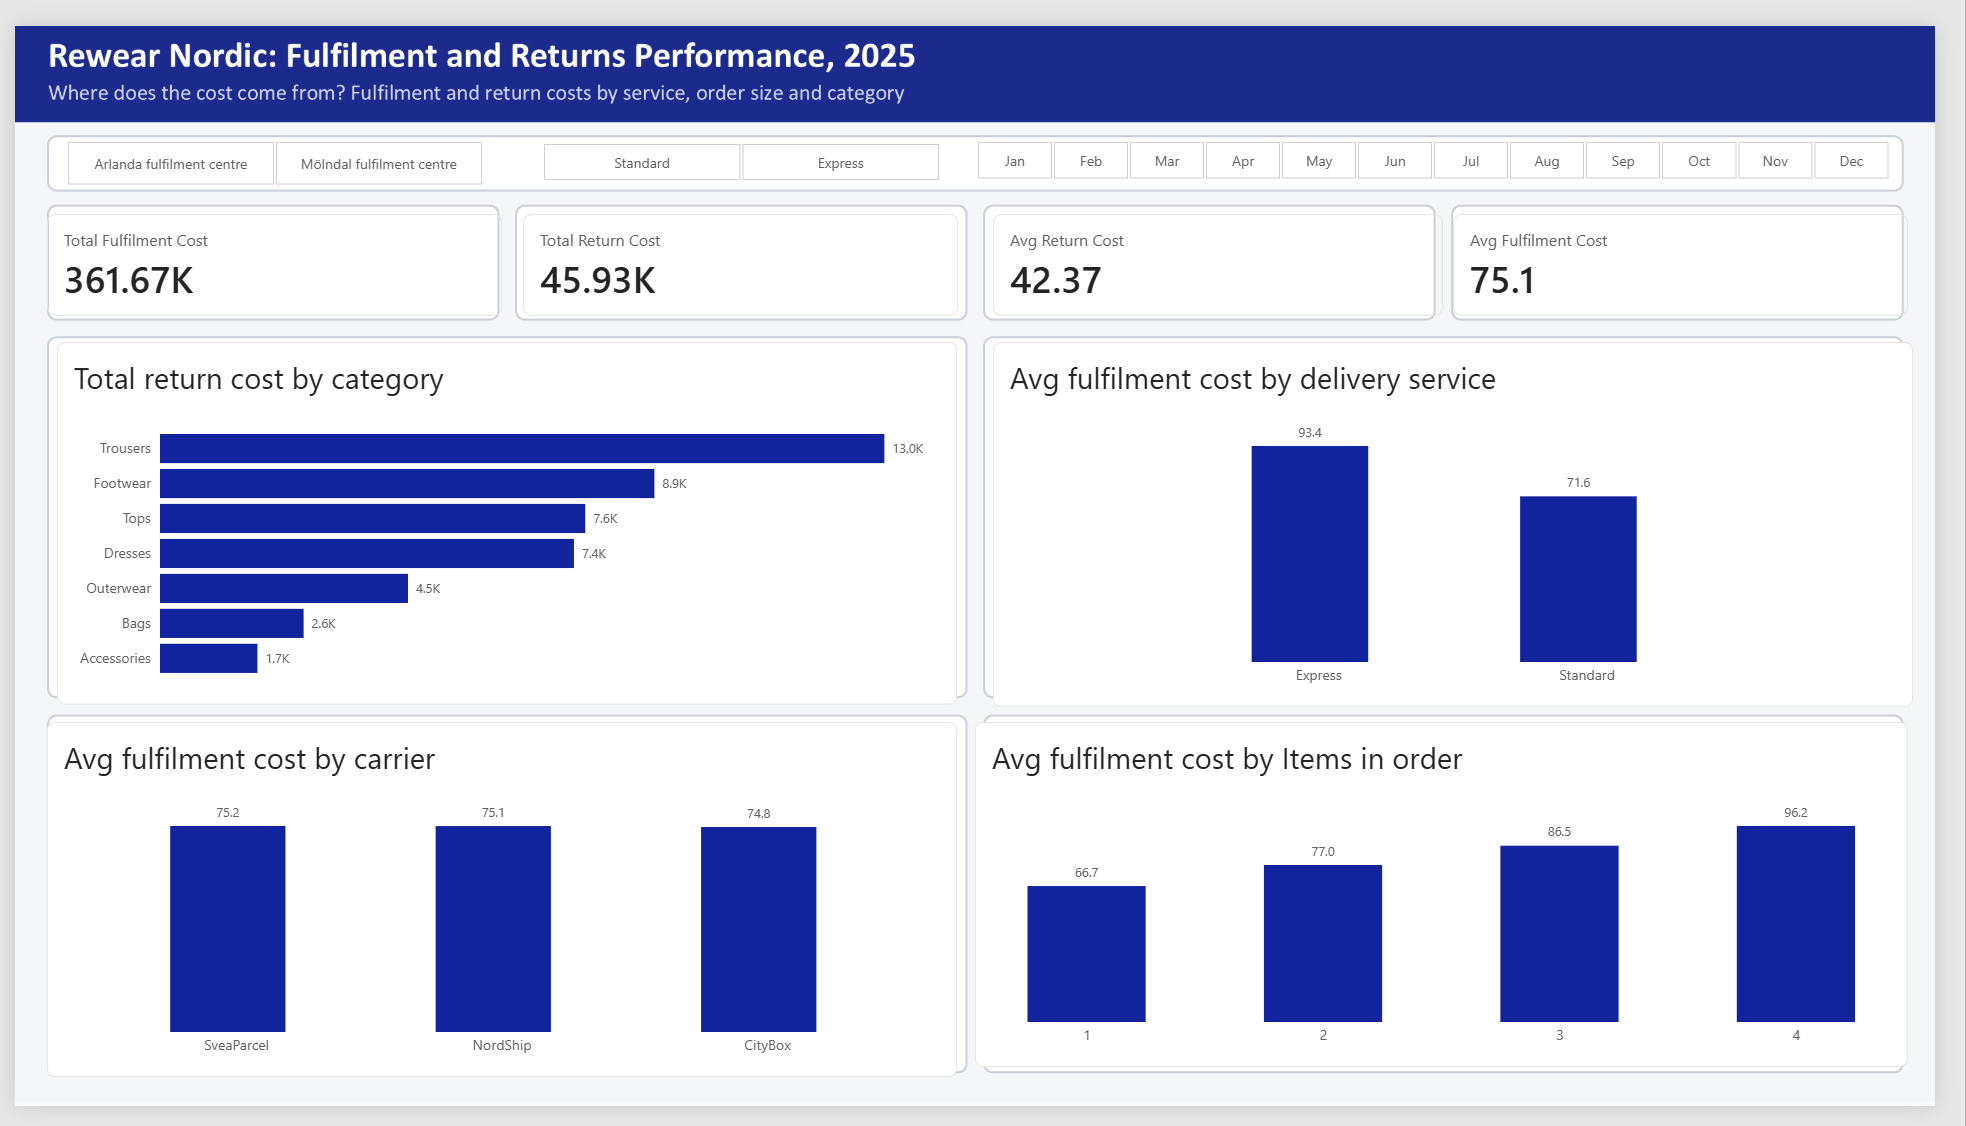 Rewear Nordic: Fulfilment and Returns Performance, 2025
Where does the cost come from? Fulfilment and return costs by service, order size and category
Arlanda fulfilment centre Mölndal fulfilment centre Standard Express Jan Feb Mar Apr May Jun Jul Aug Sep Oct Nov Dec
Total Fulfilment Cost
361.67K
Total Return Cost
45.93K
Avg Return Cost
42.37
Avg Fulfilment Cost
75.1
Total return cost by category
Trousers 13.0K
Footwear 8.9K
Tops 7.6K
Dresses 7.4K
Outerwear 4.5K
Bags 2.6K
Accessories 1.7K
Avg fulfilment cost by delivery service
93.4 71.6
Express Standard
Avg fulfilment cost by carrier
75.2 75.1 74.8
SveaParcel NordShip CityBox
Avg fulfilment cost by Items in order
66.7 77.0 86.5 96.2
1 2 3 4